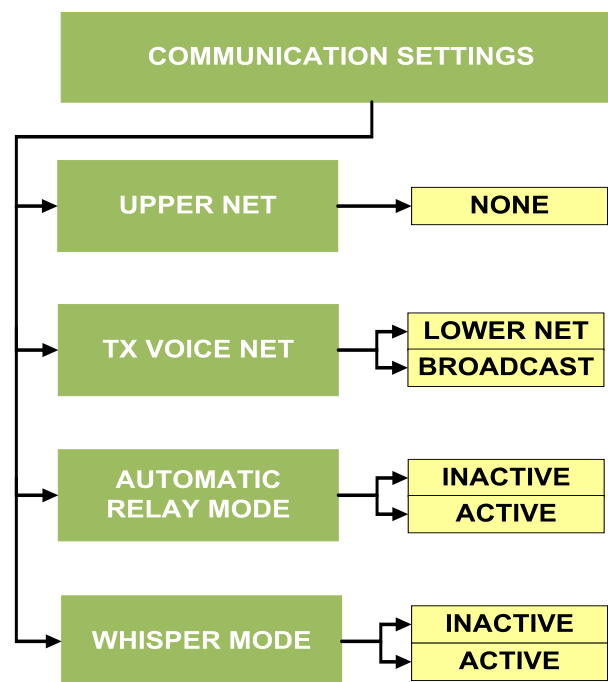 COMMUNICATION SETTINGS
UPPER NET
NONE
TX VOICE NET
LOWER NET
BROADCAST
AUTOMATIC
RELAY MODE
INACTIVE
ACTIVE
WHISPER MODE
INACTIVE
ACTIVE